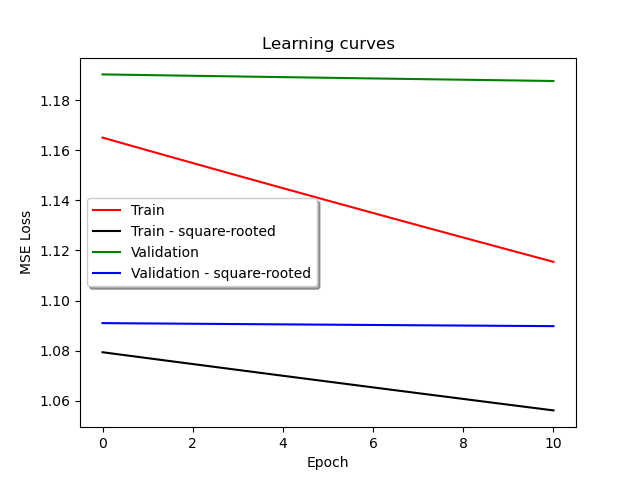 Learning curves
MSE Loss
1.18
1.16
1.14
1.12
1.10
1.08
1.06
Train
Train - square-rooted
Validation
Validation - square-rooted
0 2 4 6 8 10
Epoch